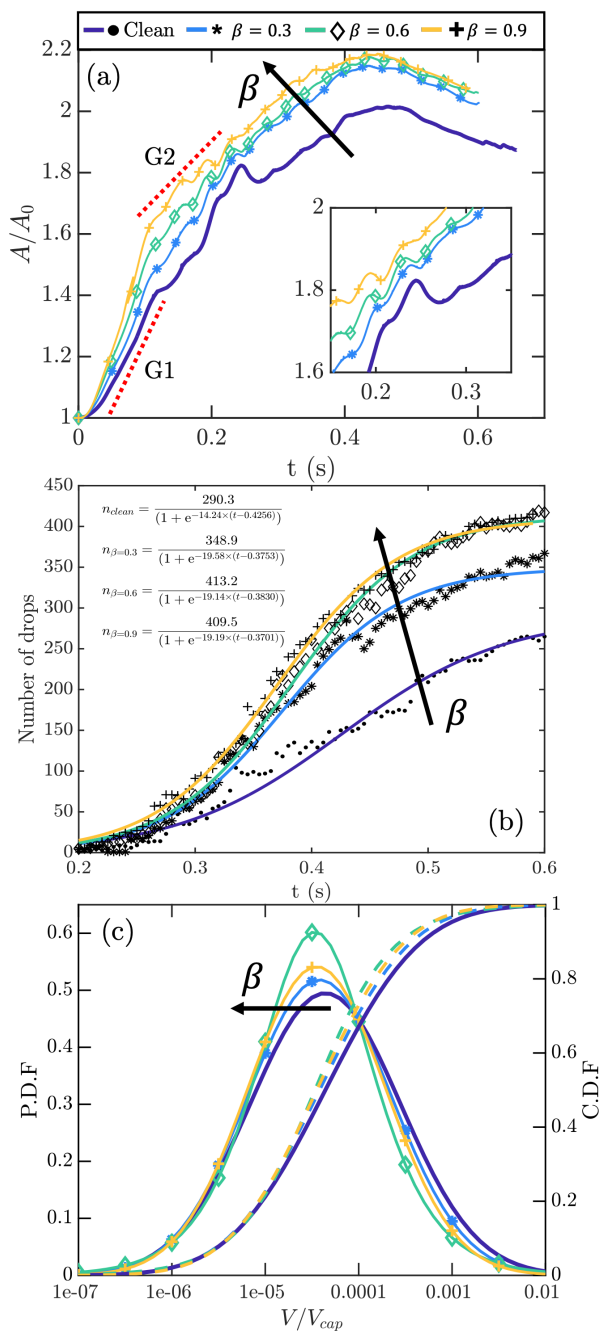 Clean β = 0.3 β = 0.6 β = 0.9
(a)
2.2
2
1.8
1.6
1.4
1.2
1
A/A0
β
G2
G1
2
1.8
1.6
0.2 0.3
0 0.2 0.4 0.6
t (s)
450
400
350
300
250
200
150
100
50
0
Number of drops
n_clean = 290.3 / (1 + e^-14.24×(t-0.4256))
n_β=0.3 = 348.9 / (1 + e^-19.58×(t-0.3753))
n_β=0.6 = 413.2 / (1 + e^-19.14×(t-0.3830))
n_β=0.9 = 409.5 / (1 + e^-19.19×(t-0.3701))
β
(b)
0.2 0.3 0.4 0.5 0.6
t (s)
(c)
0.6
0.5
0.4
0.3
0.2
0.1
0
P.D.F
β
1
0.8
0.6
0.4
0.2
0
C.D.F
1e-07 1e-06 1e-05 0.0001 0.001 0.01
V/Vcap